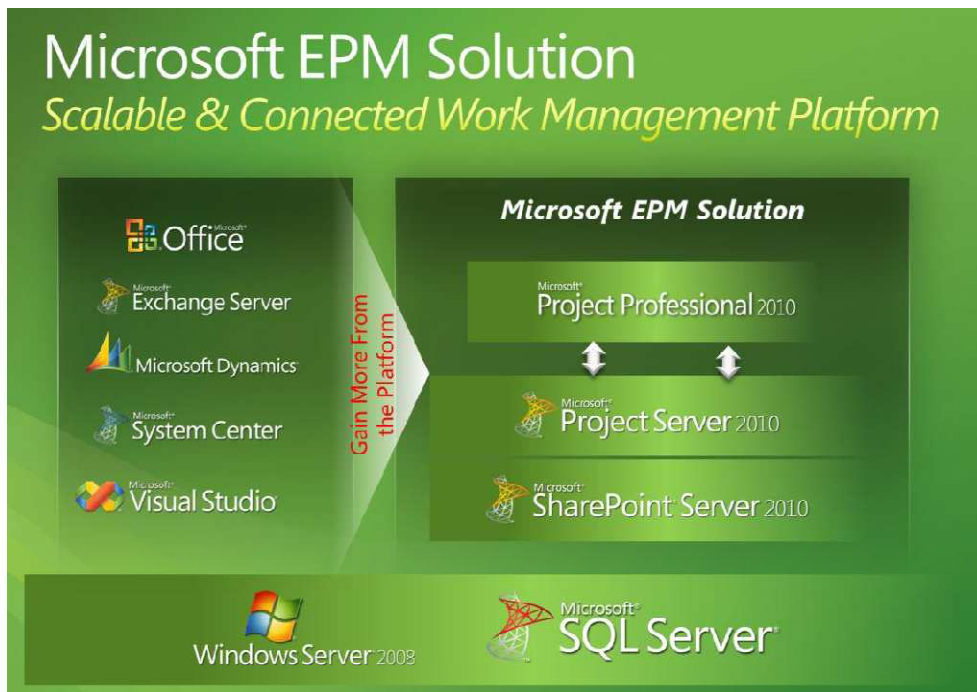 Microsoft EPM Solution
Scalable & Connected Work Management Platform
Microsoft®
Office
Microsoft®
Exchange Server
Microsoft Dynamics®
Microsoft®
System Center
Microsoft®
Visual Studio®
Gain More From
the Platform
Microsoft EPM Solution
Microsoft®
Project Professional 2010
Microsoft®
Project Server 2010
Microsoft®
SharePoint® Server 2010
Windows Server® 2008
Microsoft®
SQL Server®